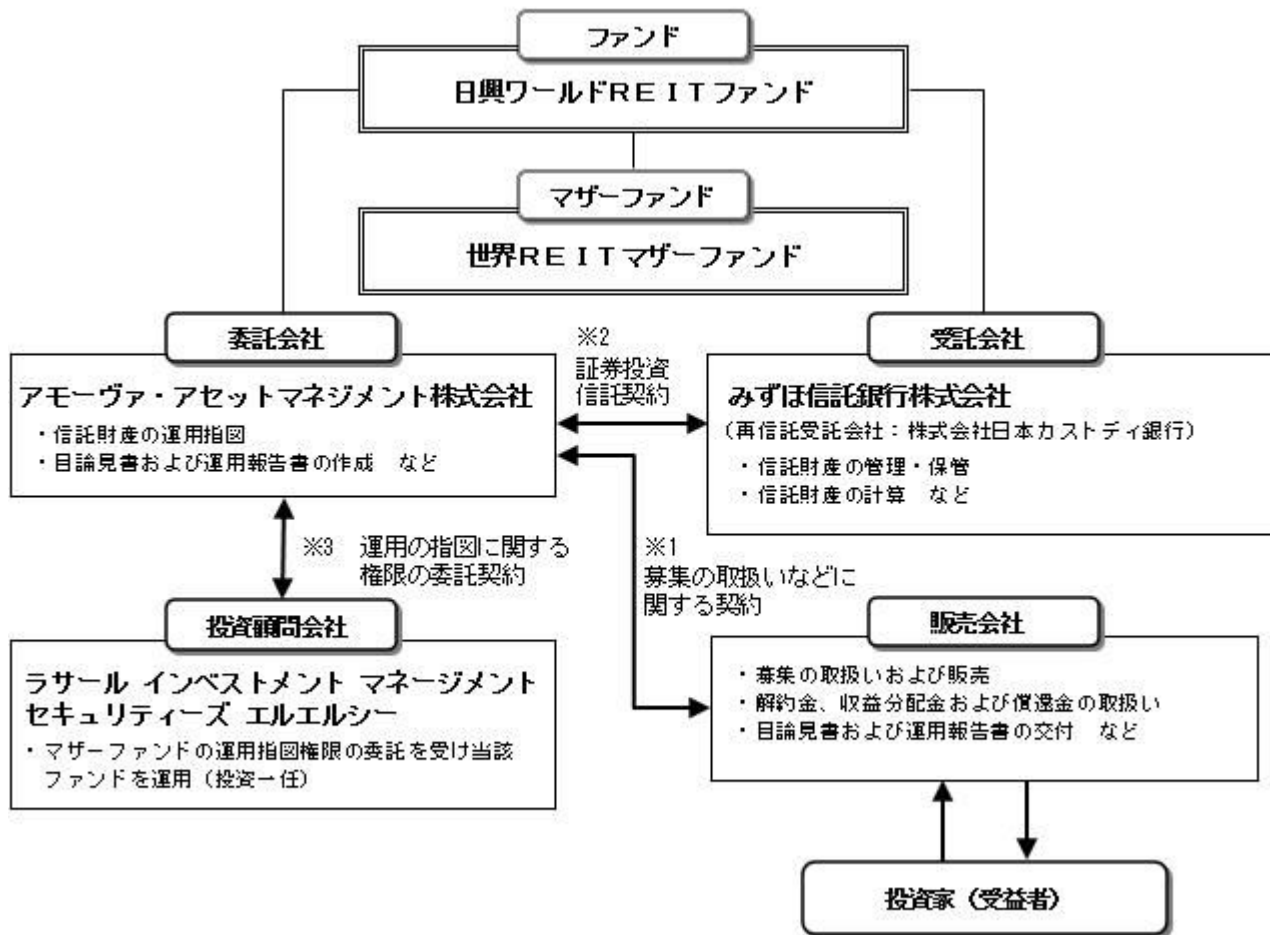 ファンド
日興ワールドREITファンド
マザーファンド
世界REITマザーファンド
委託会社
アモーヴァ・アセットマネジメント株式会社
・信託財産の運用指図
・目論見書および運用報告書の作成 など
※2
証券投資
信託契約
受託会社
みずほ信託銀行株式会社
(再信託受託会社:株式会社日本カストディ銀行)
・信託財産の管理・保管
・信託財産の計算 など
※3 運用の指図に関する
権限の委託契約
※1
募集の取扱いなどに
関する契約
投資顧問会社
ラサール インベストメント マネージメント
セキュリティーズ エルエルシー
・マザーファンドの運用指図権限の委託を受け当該
ファンドを運用(投資一任)
販売会社
・募集の取扱いおよび販売
・解約金、収益分配金および償還金の取扱い
・目論見書および運用報告書の交付 など
投資家(受益者)